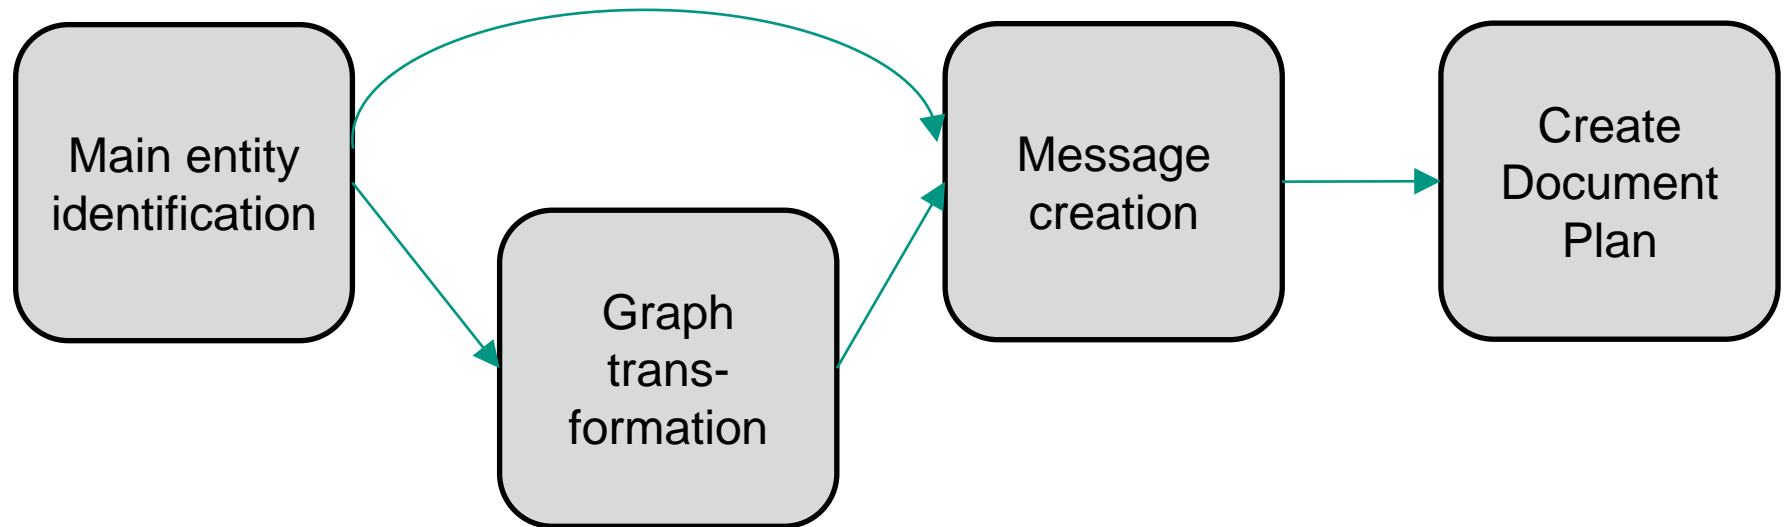 Main entity
identification
Graph
trans-
formation
Message
creation
Create
Document
Plan